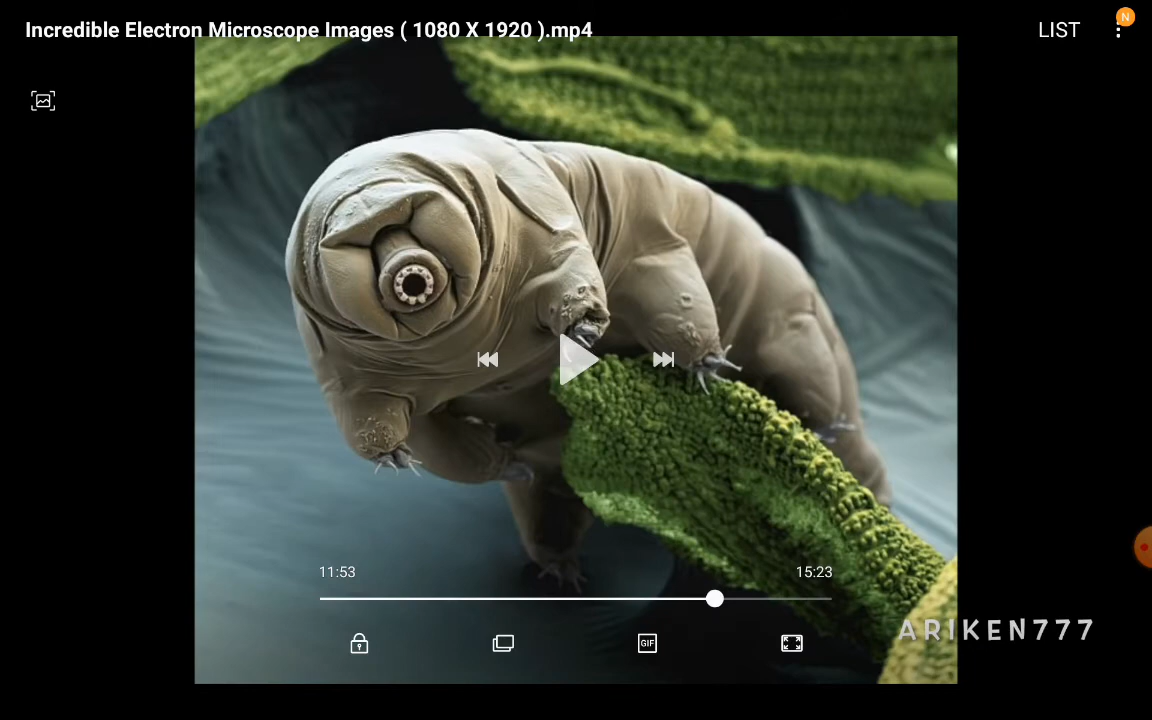 Incredible Electron Microscope Images ( 1080 X 1920 ).mp4
LIST
N
11:53
15:23
GIF
ARIKEN777